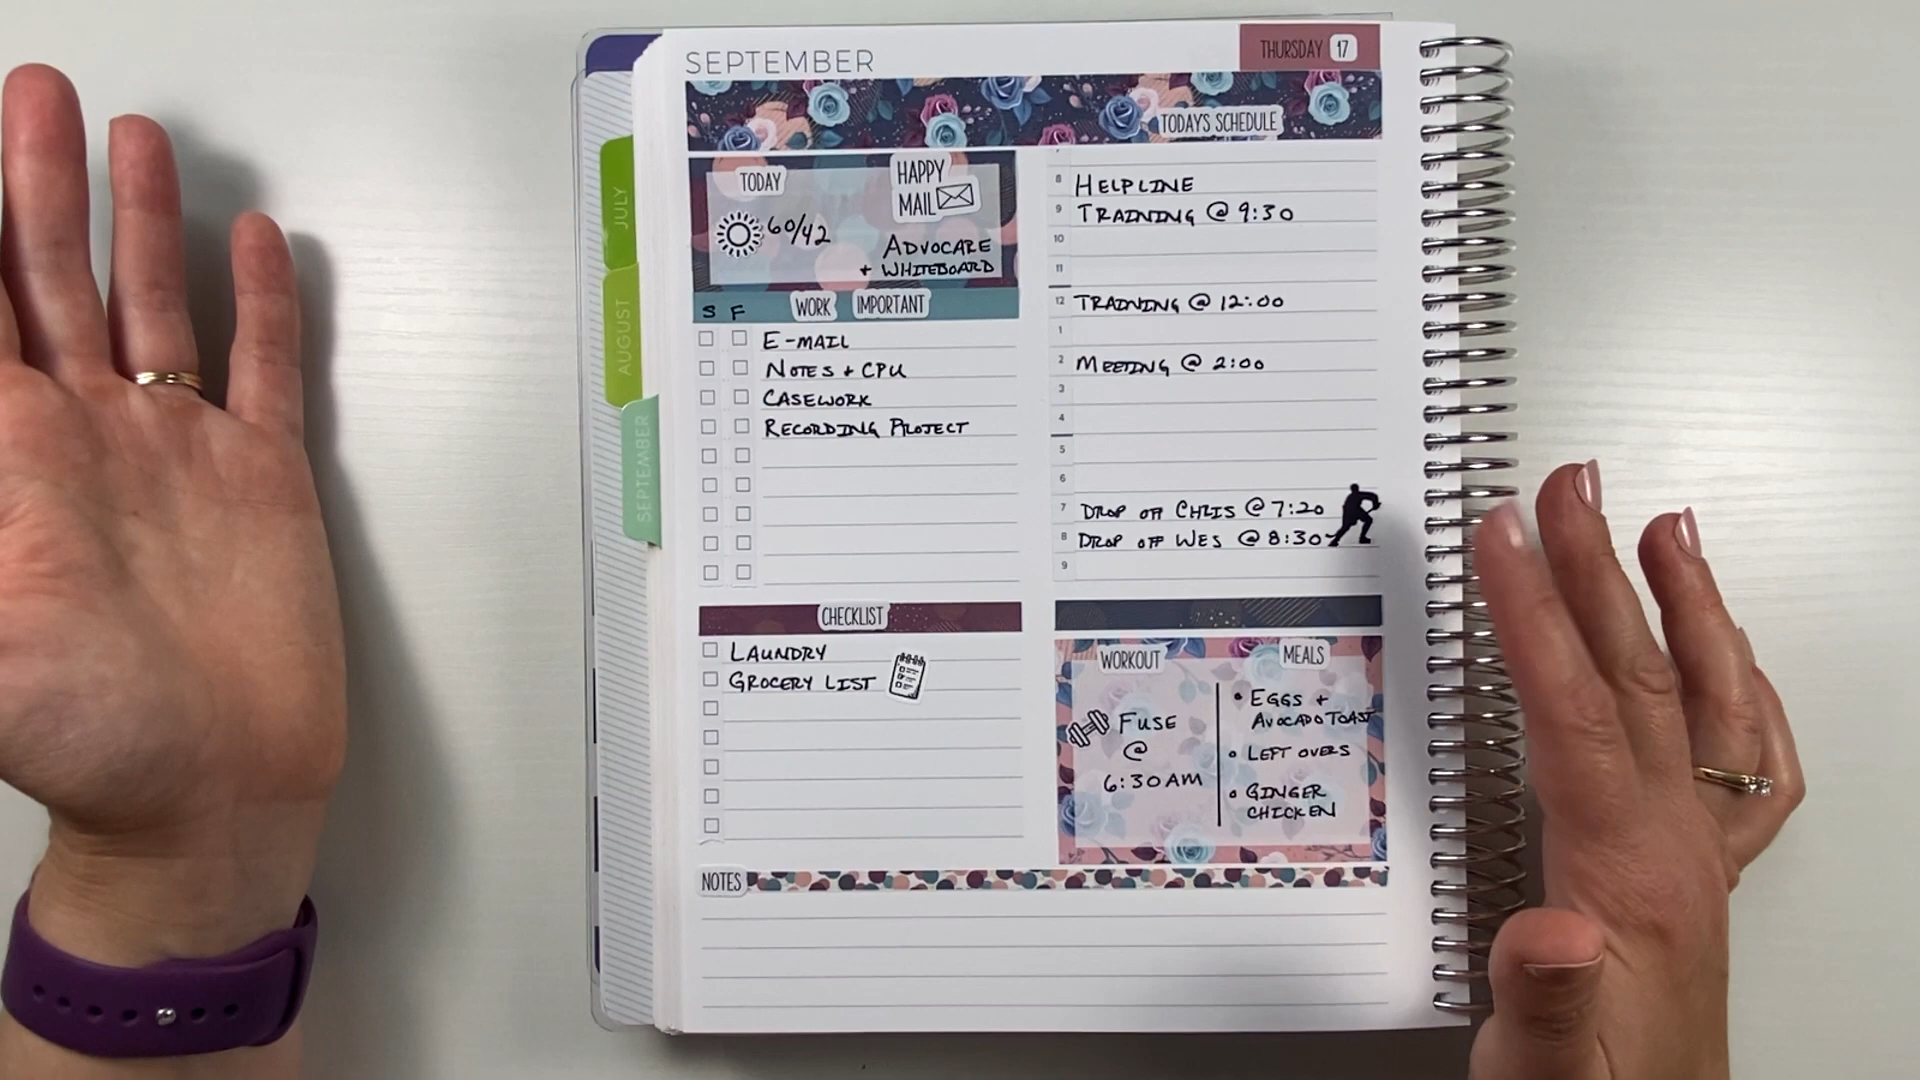 SEPTEMBER
THURSDAY 17
TODAYS SCHEDULE
TODAY
HAPPY
MAIL
60/42
ADVOCARE
+ WHITEBOARD
WORK IMPORTANT
S F
E-MAIL
NOTES + CPU
CASEWORK
RECORDING PROJECT
7
8 HELPLINE
9 TRAINING @ 9:30
10
11
12 TRAINING @ 12:00
1
2 MEETING @ 2:00
3
4
5
6
7 DROP OFF CHRIS @ 7:20
8 DROP OFF WES @ 8:30
9
CHECKLIST
LAUNDRY
GROCERY LIST
WORKOUT
FUSE
@
6:30AM
MEALS
• EGGS +
AVOCADO TOAST
• LEFT OVERS
• GINGER
CHICKEN
NOTES
JULY
AUGUST
SEPTEMBER